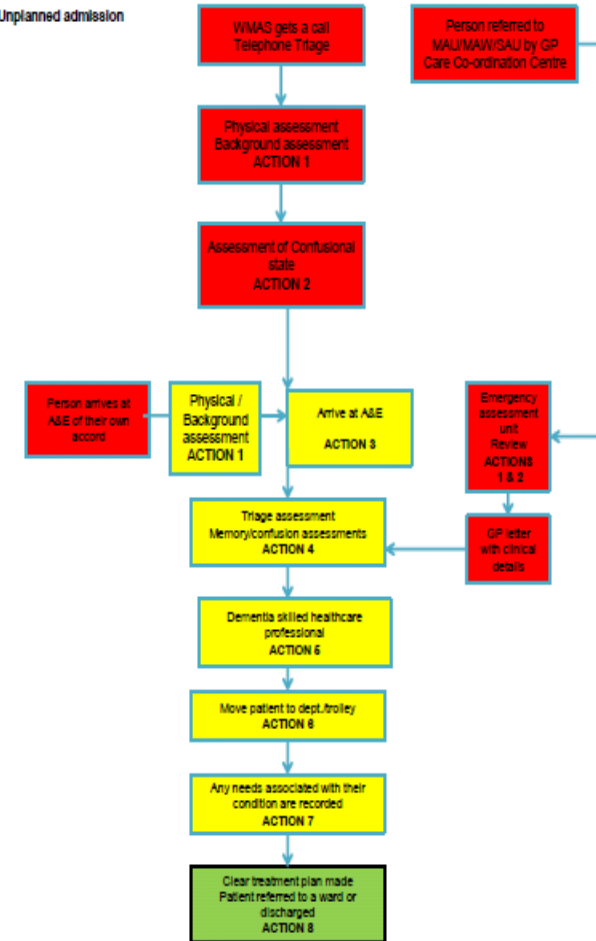 Unplanned admission
WMAS gets a call
Telephone Triage
Person referred to
MAU/MAW/SAU by GP
Care Co-ordination Centre
Physical assessment
Background assessment
ACTION 1
Assessment of Confusional
state
ACTION 2
Person arrives at
A&E of their own
accord
Physical /
Background
assessment
ACTION 1
Arrive at A&E
ACTION 3
Emergency
assessment
unit
Review
ACTIONS
1 & 2
Triage assessment
Memory/confusion assessments
ACTION 4
GP letter
with clinical
details
Dementia skilled healthcare
professional
ACTION 5
Move patient to dept./trolley
ACTION 6
Any needs associated with their
condition are recorded
ACTION 7
Clear treatment plan made
Patient referred to a ward or
discharged
ACTION 8